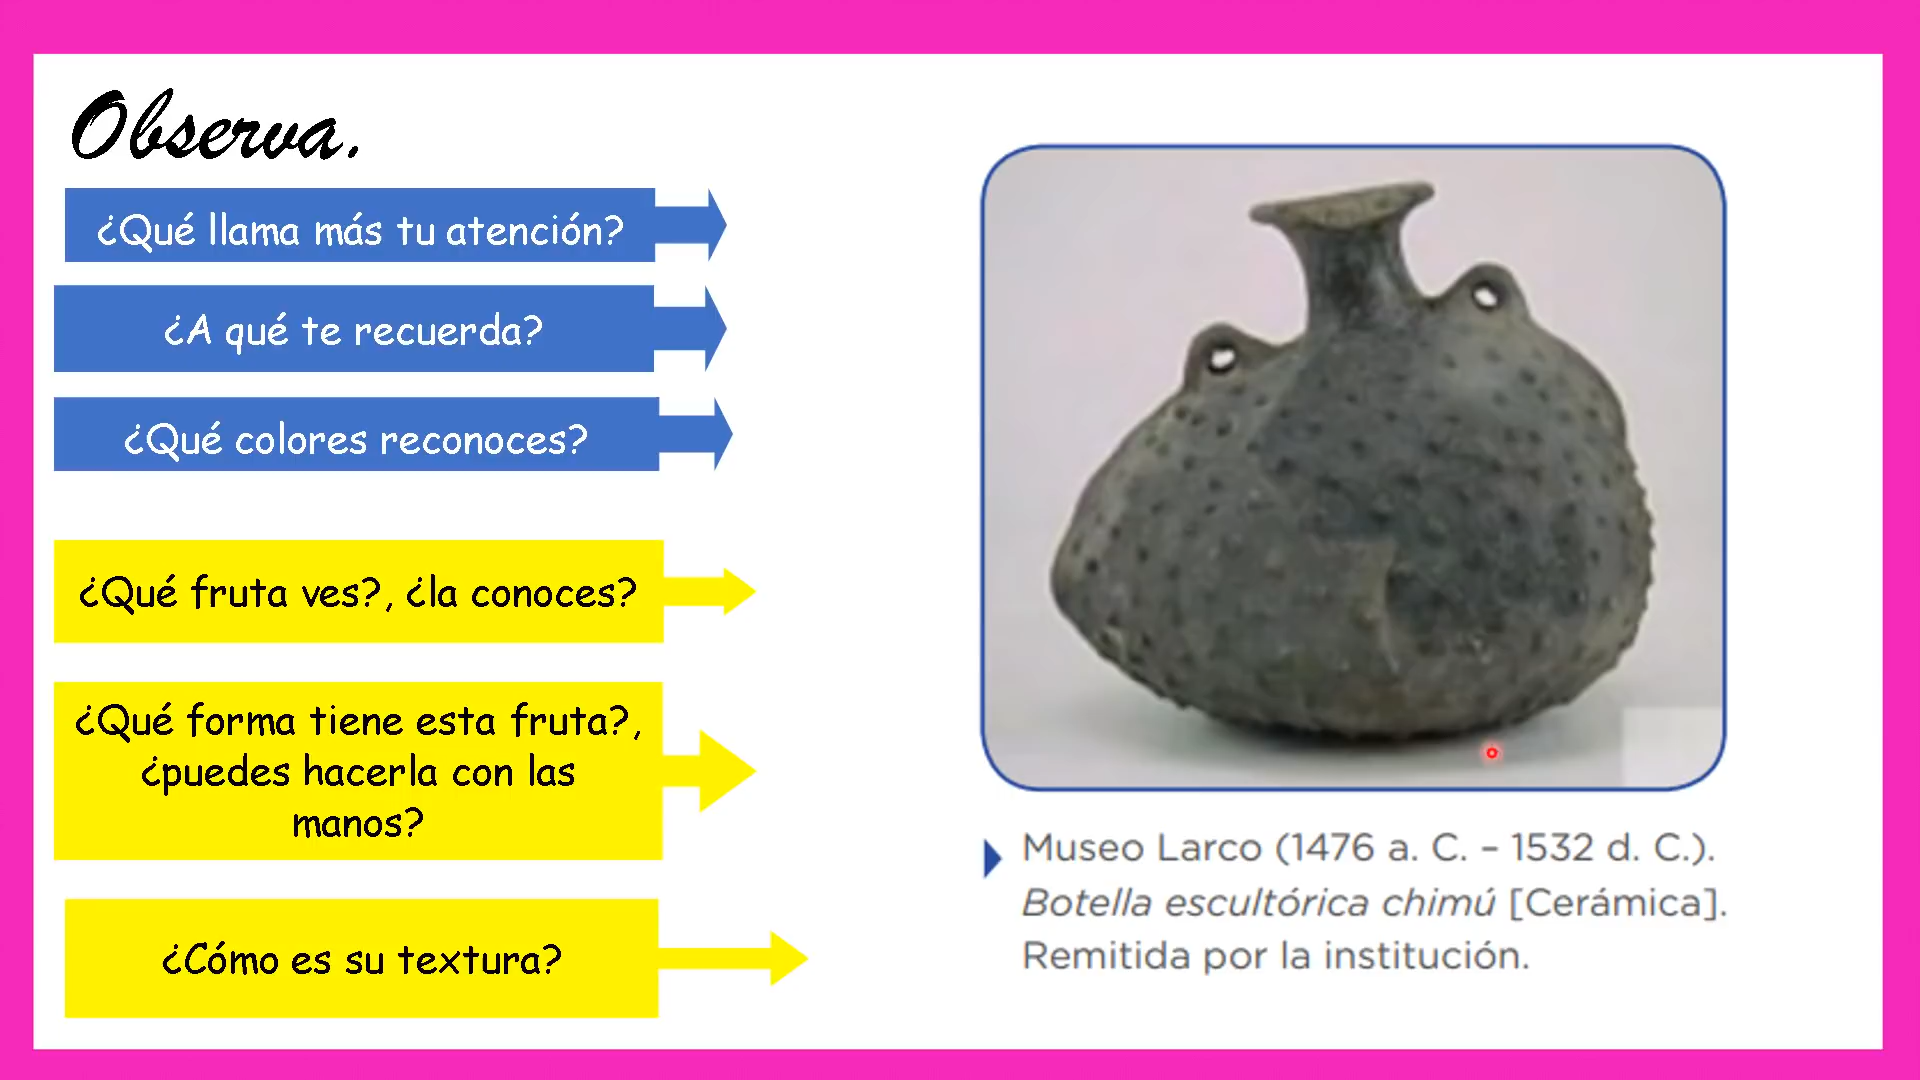 Observa.
¿Qué llama más tu atención?
¿A qué te recuerda?
¿Qué colores reconoces?
¿Qué fruta ves?, ¿la conoces?
¿Qué forma tiene esta fruta?,
¿puedes hacerla con las
manos?
¿Cómo es su textura?
Museo Larco (1476 a. C. – 1532 d. C.).
Botella escultórica chimú [Cerámica].
Remitida por la institución.